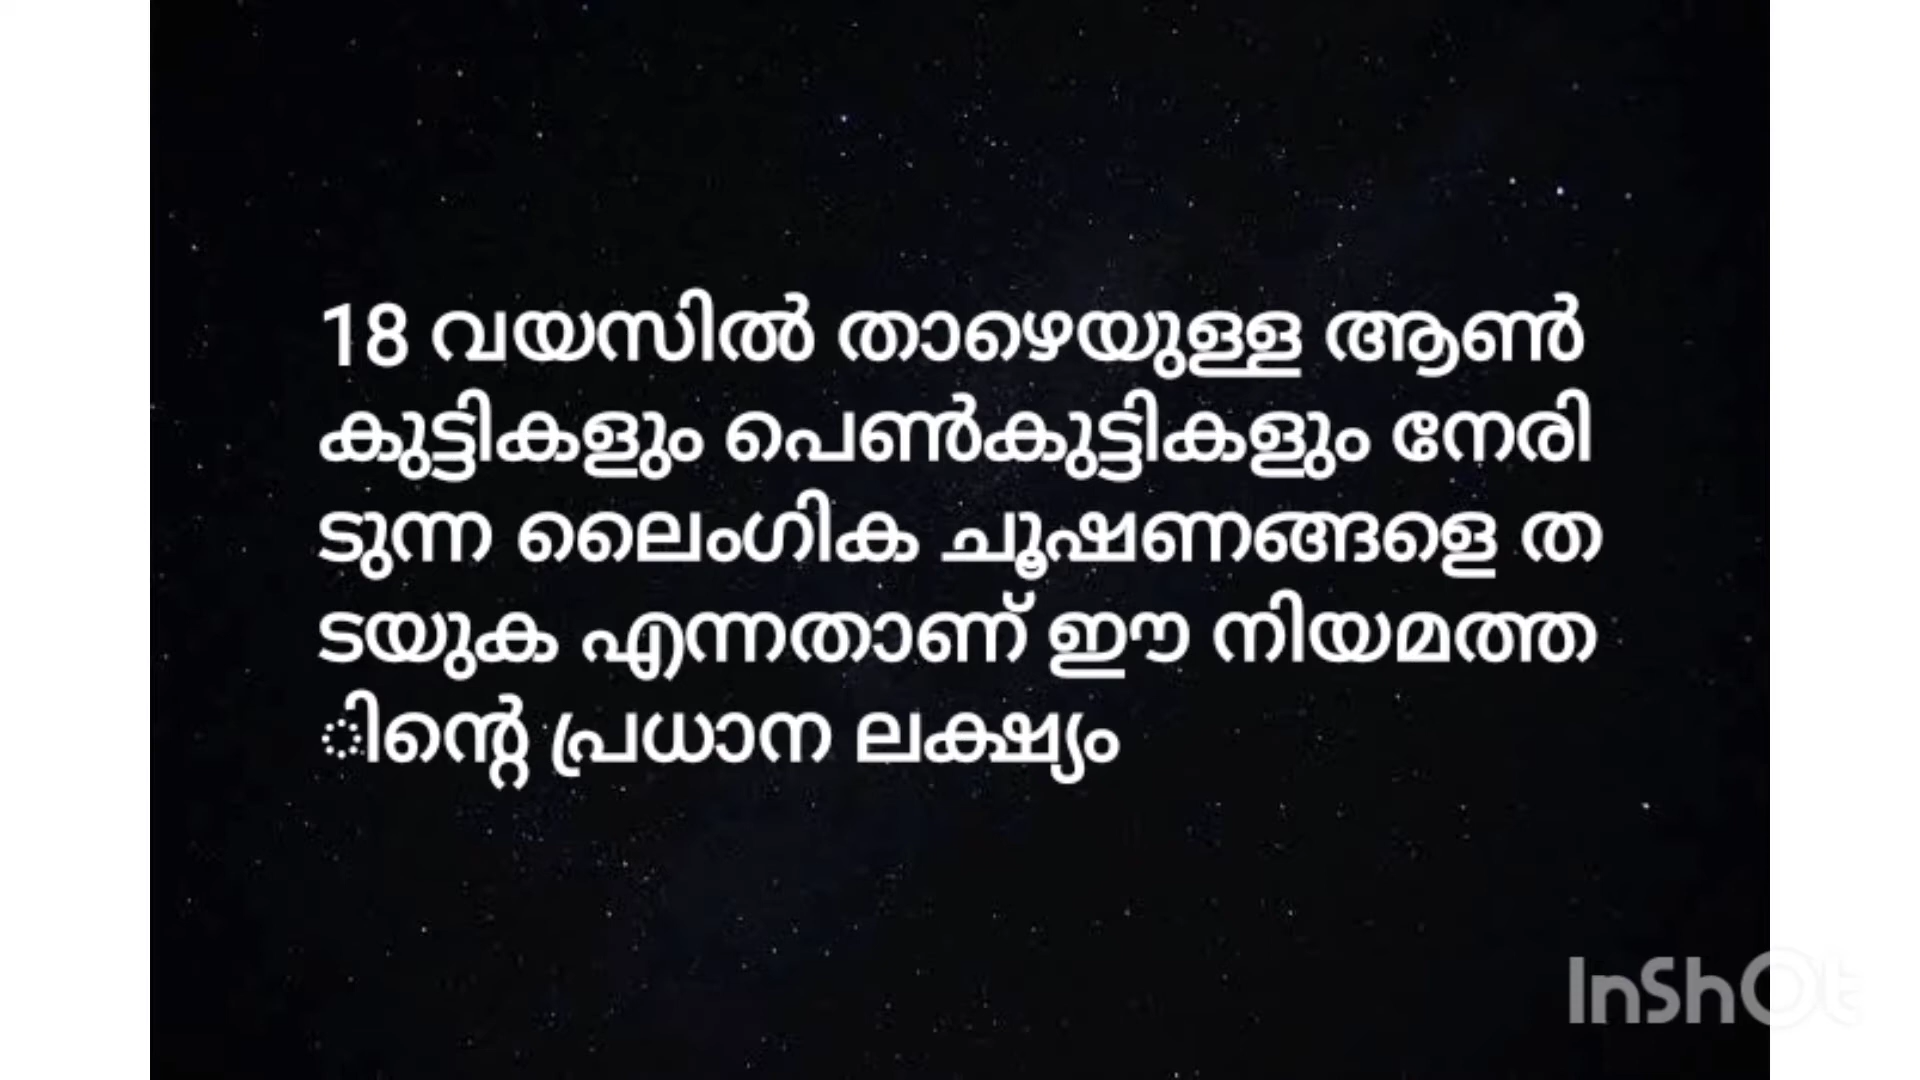 18 വയസിൽ താഴെയുള്ള ആൺ
കുട്ടികളും പെൺകുട്ടികളും നേരി
ടുന്ന ലൈംഗിക ചൂഷണങ്ങളെ ത
ടയുക എന്നതാണ് ഈ നിയമത്ത
ിന്റെ പ്രധാന ലക്ഷ്യം
InShOt